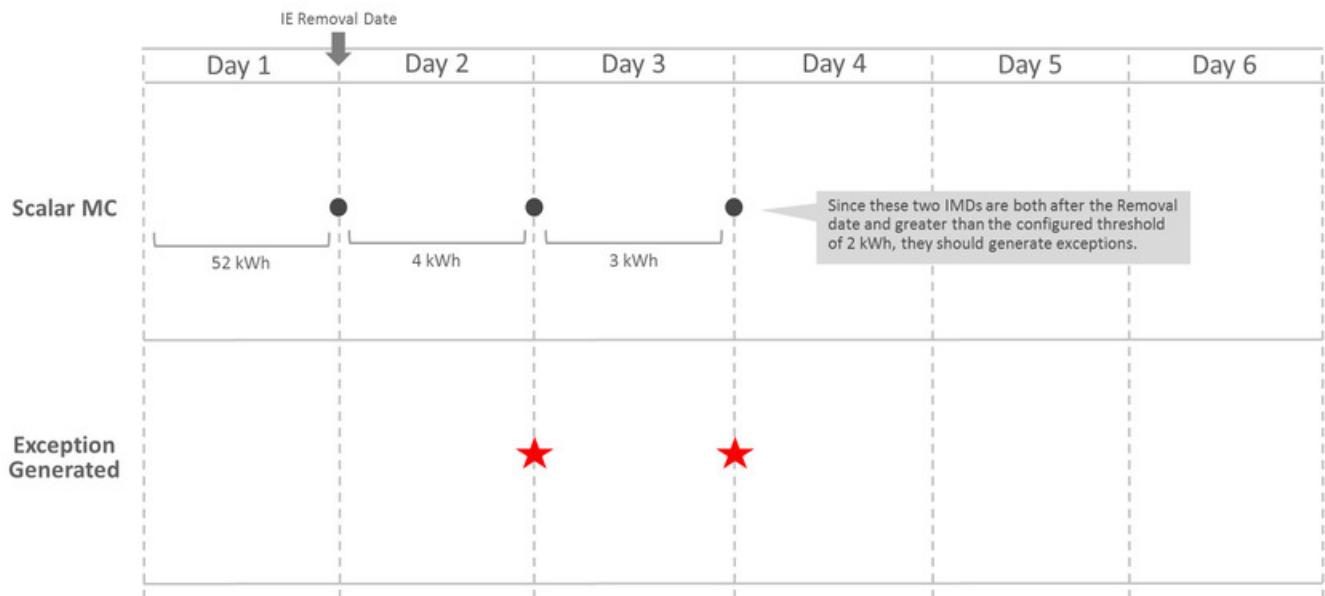 IE Removal Date
Day 1 Day 2 Day 3 Day 4 Day 5 Day 6
Scalar MC
52 kWh 4 kWh 3 kWh
Since these two IMDs are both after the Removal
date and greater than the configured threshold
of 2 kWh, they should generate exceptions.
Exception
Generated